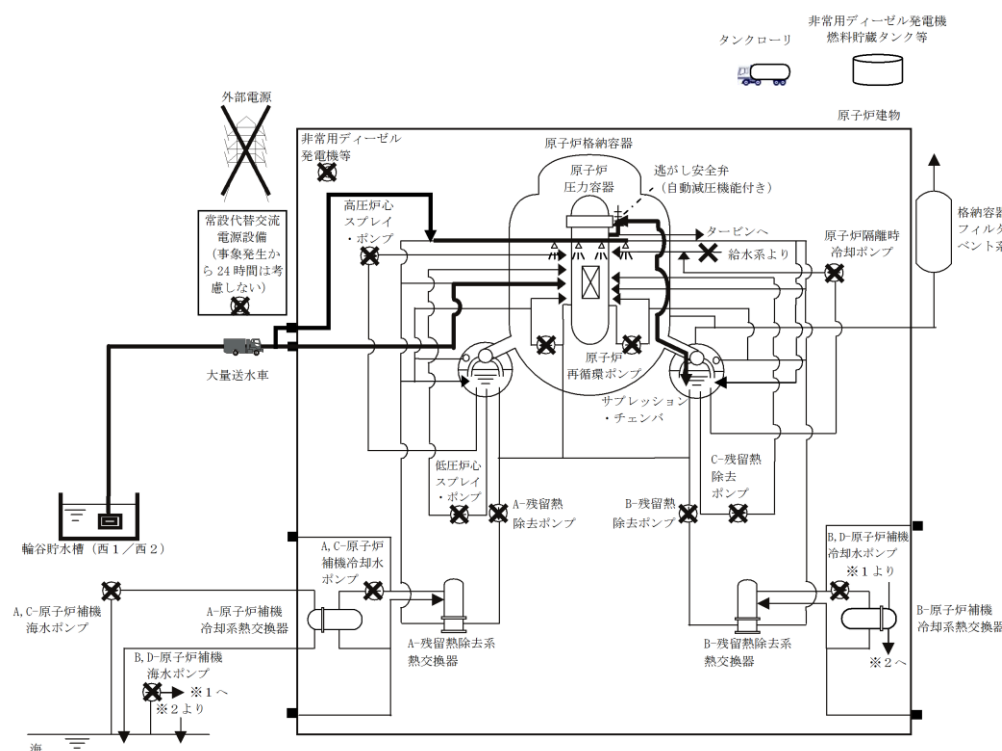 タンクローリ
非常用ディーゼル発電機
燃料貯蔵タンク等
外部電源
原子炉建物
非常用ディーゼル
発電機等
原子炉格納容器
原子炉
圧力容器
逃がし安全弁
(自動減圧機能付き)
常設代替交流
電源設備
(事象発生か
ら24時間は考
慮しない)
高圧炉心
スプレイ
・ポンプ
タービンへ
給水系より
原子炉隔離時
冷却ポンプ
格納容器
フィルタ
ベント系
大量送水車
原子炉
再循環ポンプ
サプレッション
・チェンバ
低圧炉心
スプレイ
・ポンプ
A-残留熱
除去ポンプ
B-残留熱
除去ポンプ
C-残留熱
除去
ポンプ
輪谷貯水槽(西1/西2)
A,C-原子炉
補機冷却水
ポンプ
B,D-原子炉補機
冷却水ポンプ
※1より
A,C-原子炉補機
海水ポンプ
A-原子炉補機
冷却系熱交換器
A-残留熱除去系
熱交換器
B-残留熱除去系
熱交換器
B-原子炉補機
冷却系熱交換器
※2へ
B,D-原子炉補機
海水ポンプ
※1へ
※2より
海